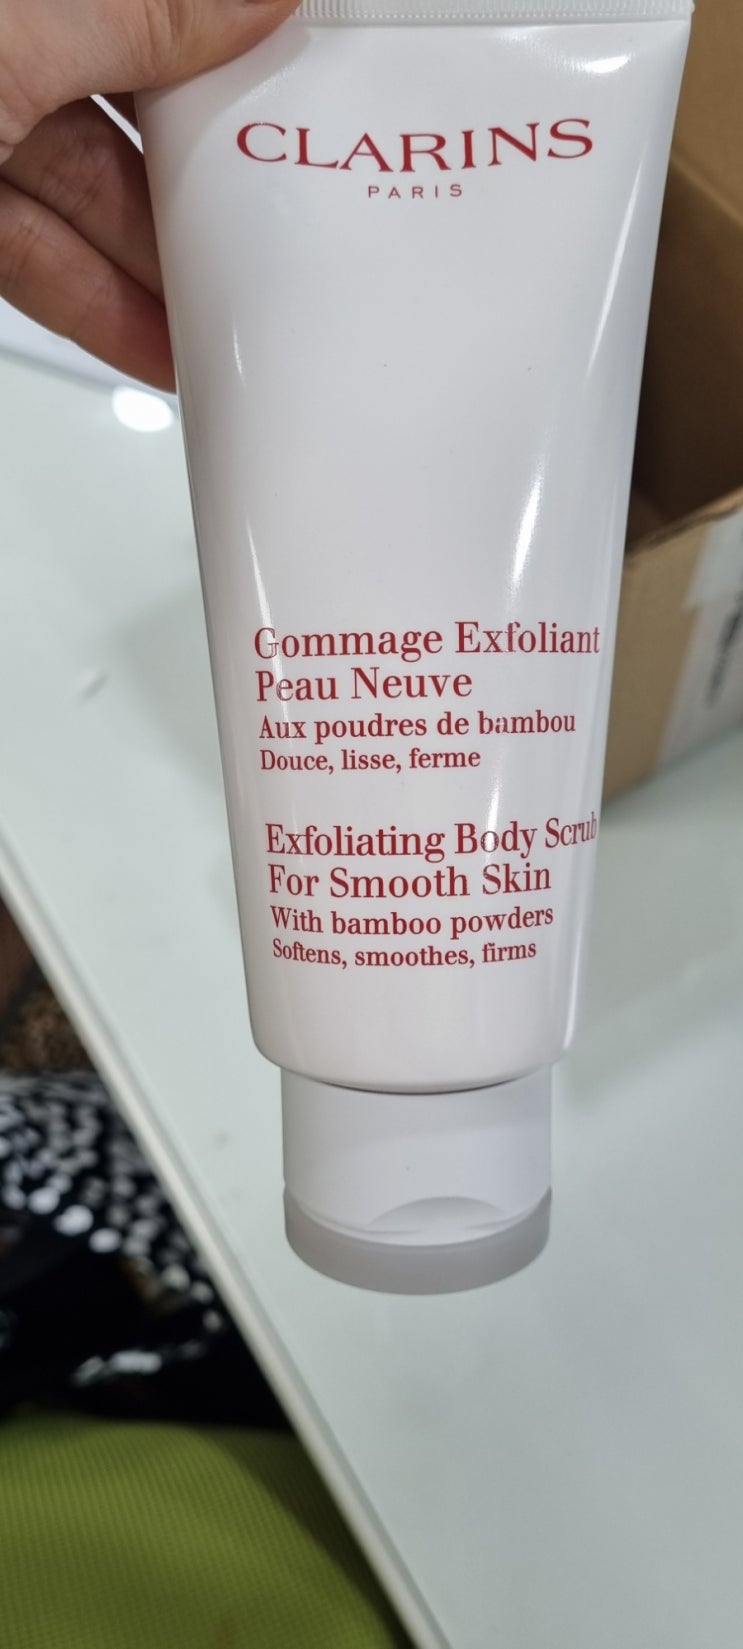 CLARINS
PARIS
Gommage Exfoliant
Peau Neuve
Aux poudres de bambou
Douce, lisse, ferme
Exfoliating Body Scrub
For Smooth Skin
With bamboo powders
Softens, smoothes, firms